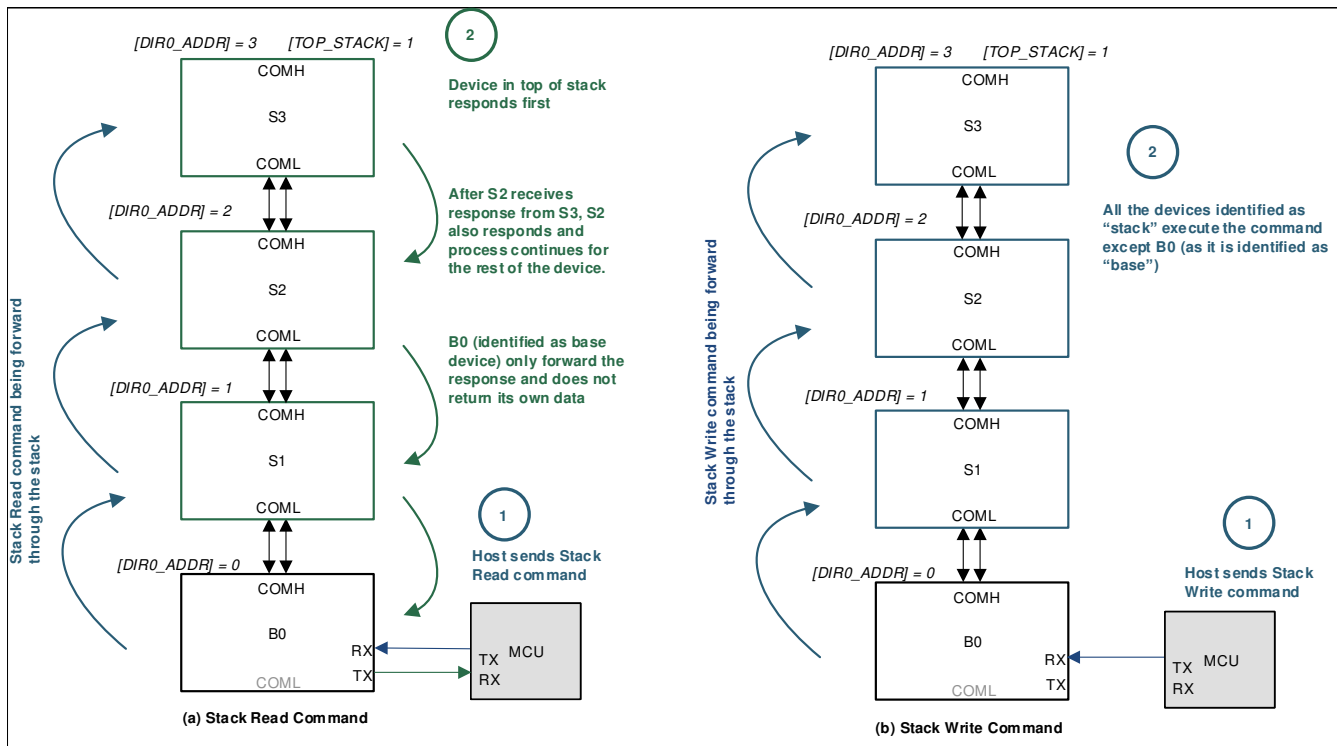 [DIR0_ADDR] = 3
[TOP_STACK] = 1
2
COMH
S3
COML
Device in top of stack
responds first
After S2 receives
response from S3, S2
also responds and
process continues for
the rest of the device.
[DIR0_ADDR] = 2
COMH
S2
COML
B0 (identified as base
device) only forward the
response and does not
return its own data
[DIR0_ADDR] = 1
COMH
S1
COML
Stack Read command being forward
through the stack
1
Host sends Stack
Read command
[DIR0_ADDR] = 0
COMH
B0
RX
TX
COML
TX
MCU
RX
(a) Stack Read Command
[DIR0_ADDR] = 3
[TOP_STACK] = 1
COMH
S3
COML
2
All the devices identified as
“stack” execute the command
except B0 (as it is identified as
“base”)
[DIR0_ADDR] = 2
COMH
S2
COML
Stack Write command being forward
through the stack
[DIR0_ADDR] = 1
COMH
S1
COML
1
Host sends Stack
Write command
[DIR0_ADDR] = 0
COMH
B0
RX
TX
COML
TX
MCU
RX
(b) Stack Write Command